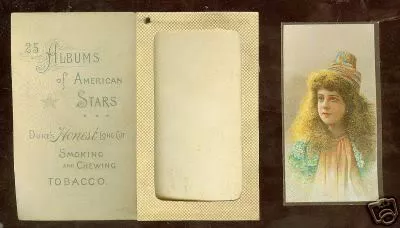 25
ALBUMS
of AMERICAN
STARS
DUKE'S Honest LONG CUT
SMOKING
AND CHEWING
TOBACCO.